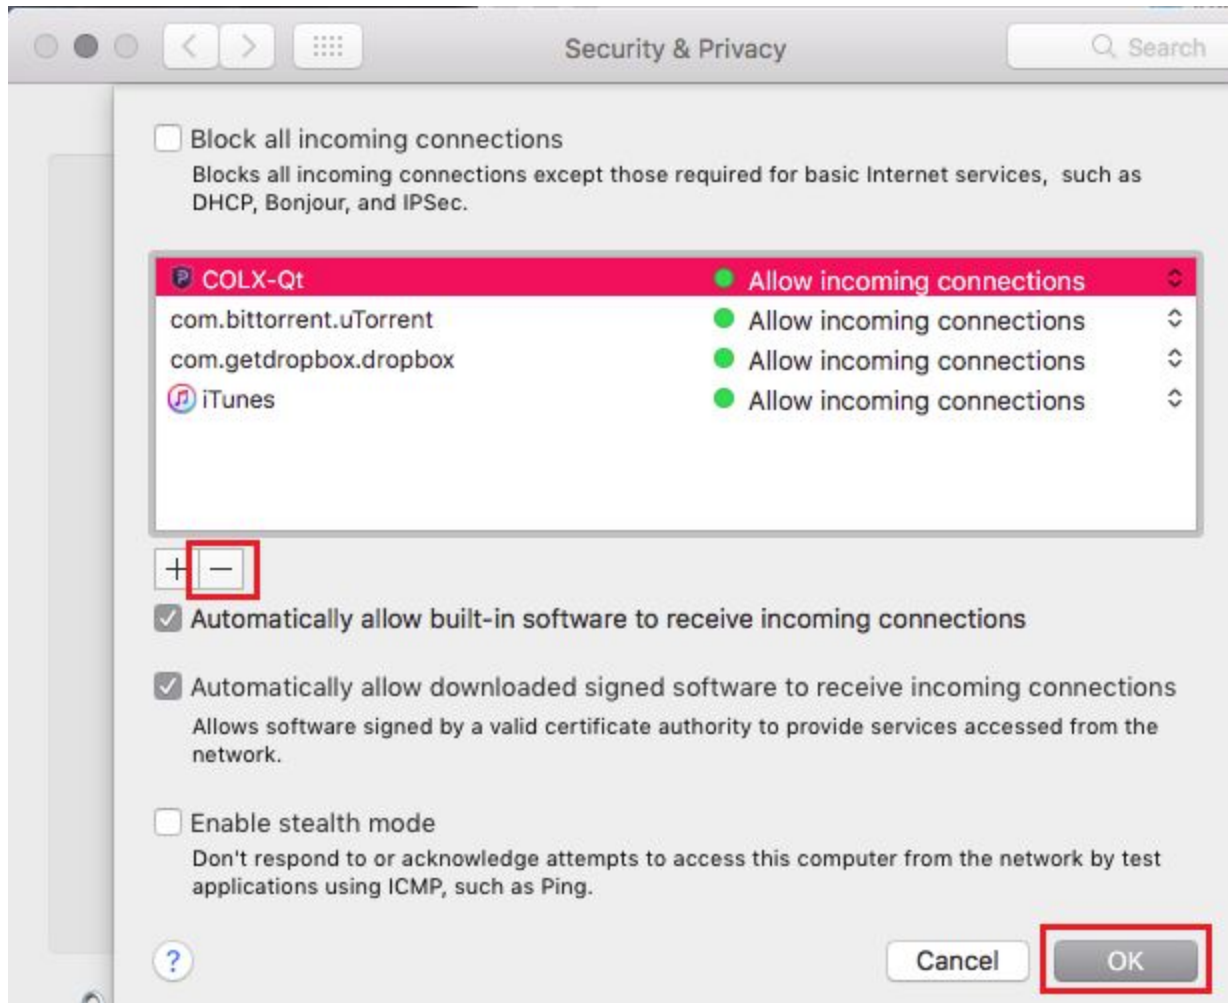 Security & Privacy
Search
Block all incoming connections
Blocks all incoming connections except those required for basic Internet services, such as
DHCP, Bonjour, and IPSec.
COLX-Qt Allow incoming connections
com.bittorrent.uTorrent Allow incoming connections
com.getdropbox.dropbox Allow incoming connections
iTunes Allow incoming connections
+ −
Automatically allow built-in software to receive incoming connections
Automatically allow downloaded signed software to receive incoming connections
Allows software signed by a valid certificate authority to provide services accessed from the
network.
Enable stealth mode
Don't respond to or acknowledge attempts to access this computer from the network by test
applications using ICMP, such as Ping.
? Cancel OK